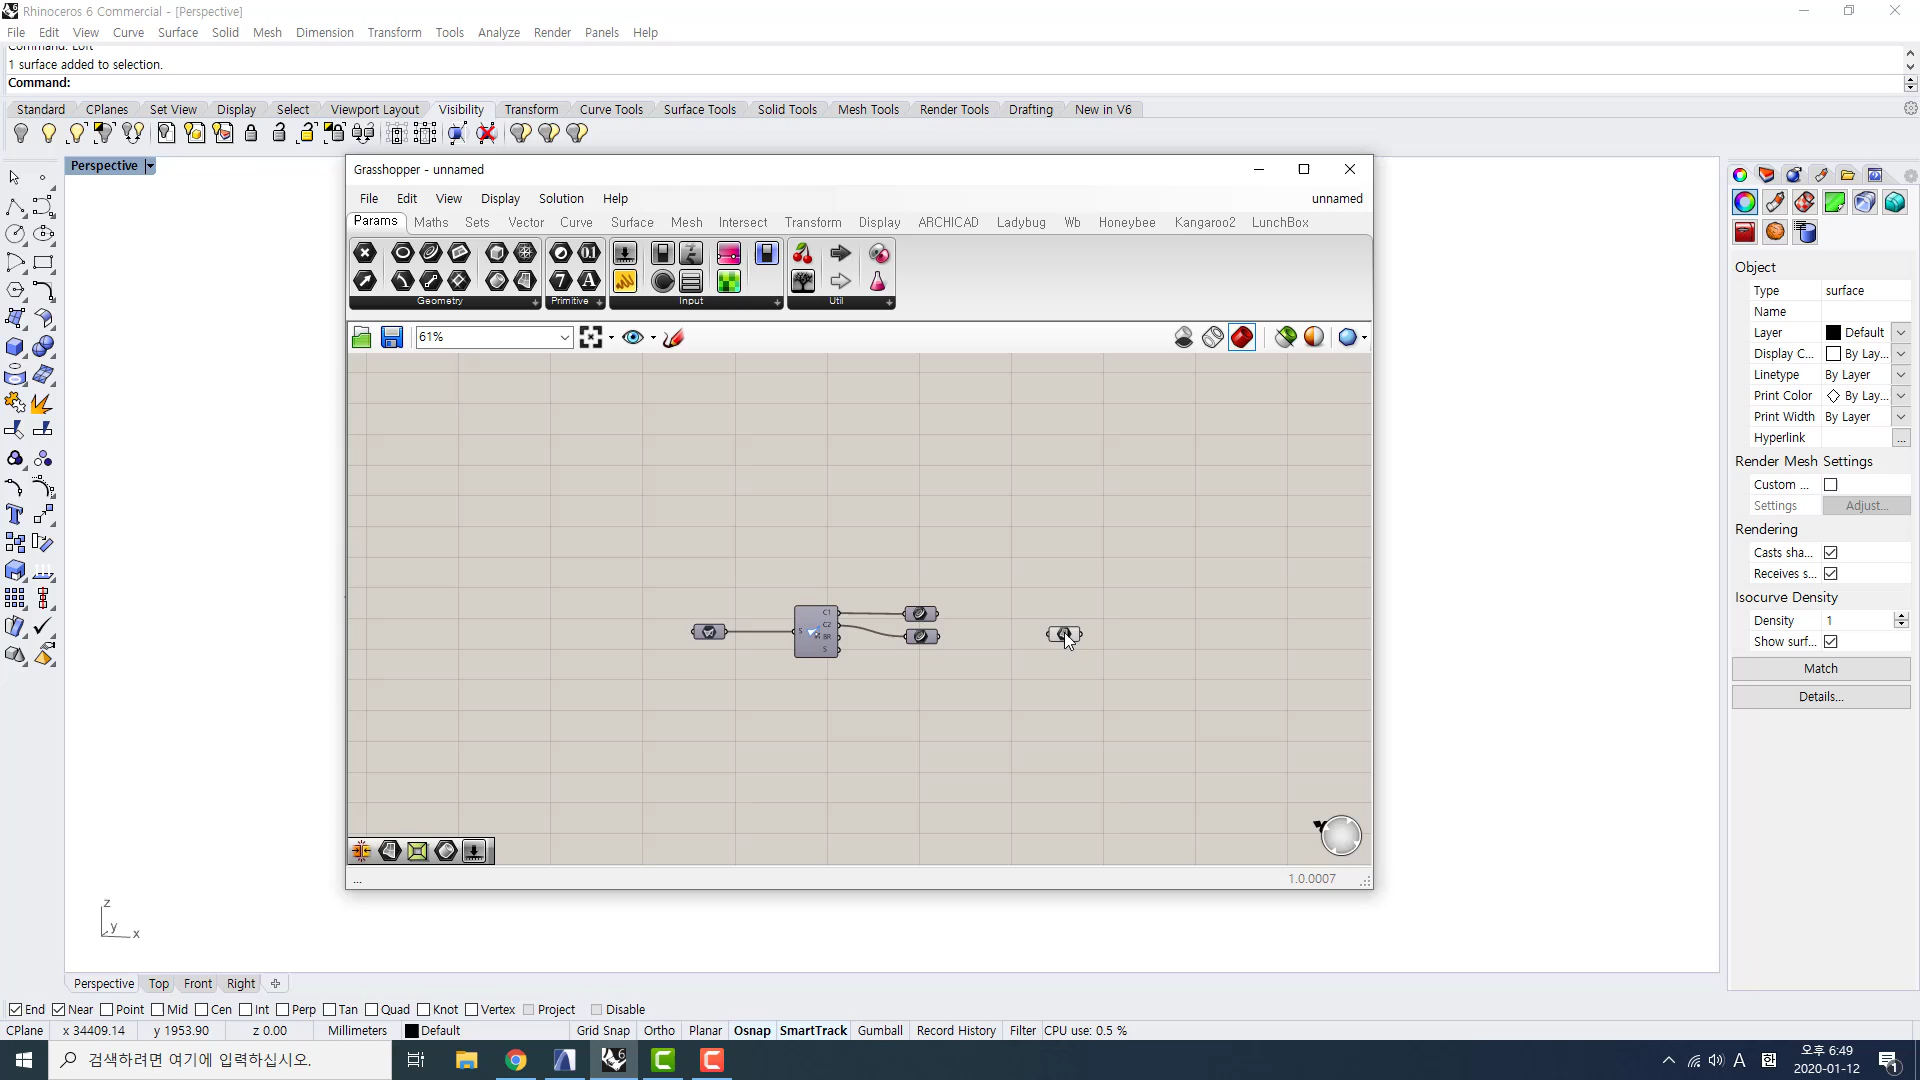 Rhinoceros 6 Commercial - [Perspective]
File Edit View Curve Surface Solid Mesh Dimension Transform Tools Analyze Render Panels Help
Command: Loft
1 surface added to selection.
Command:
Standard CPlanes Set View Display Select Viewport Layout Visibility Transform Curve Tools Surface Tools Solid Tools Mesh Tools Render Tools Drafting New in V6
Perspective
Grasshopper - unnamed
File Edit View Display Solution Help unnamed
Params Maths Sets Vector Curve Surface Mesh Intersect Transform Display ARCHICAD Ladybug Wb Honeybee Kangaroo2 LunchBox
Geometry Primitive Input Util
61%
C1
C2
S BR
S
...
1.0.0007
Object
Type surface
Name
Layer Default
Display C... By Lay...
Linetype By Layer
Print Color By Lay...
Print Width By Layer
Hyperlink ...
Render Mesh Settings
Custom ...
Settings Adjust...
Rendering
Casts sha...
Receives s...
Isocurve Density
Density 1
Show surf...
Match
Details...
z
y x
Perspective Top Front Right
End Near Point Mid Cen Int Perp Tan Quad Knot Vertex Project Disable
CPlane x 34409.14 y 1953.90 z 0.00 Millimeters Default Grid Snap Ortho Planar Osnap SmartTrack Gumball Record History Filter CPU use: 0.5 %
검색하려면 여기에 입력하십시오.
A 한
오후 6:49
2020-01-12
1